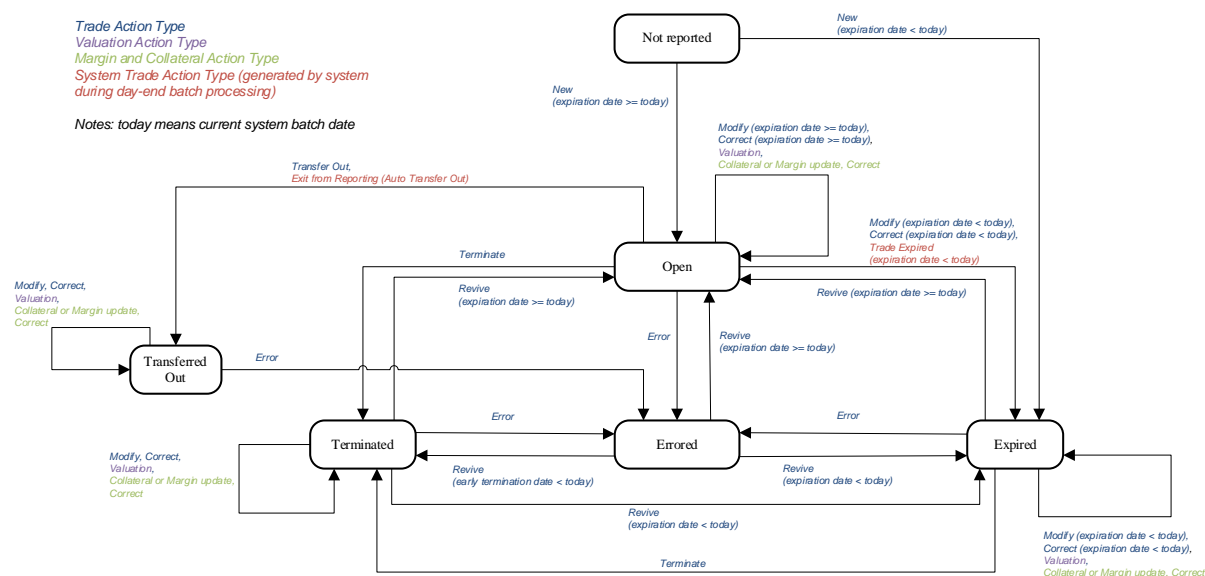 Trade Action Type
Valuation Action Type
Margin and Collateral Action Type
System Trade Action Type (generated by system
during day-end batch processing)
Notes: today means current system batch date
Not reported
New
(expiration date < today)
New
(expiration date >= today)
Modify (expiration date >= today),
Correct (expiration date >= today),
Valuation,
Collateral or Margin update, Correct
Transfer Out,
Exit from Reporting (Auto Transfer Out)
Modify (expiration date < today),
Correct (expiration date < today),
Trade Expired
(expiration date < today)
Open
Terminate
Revive
(expiration date >= today)
Revive (expiration date >= today)
Modify, Correct,
Valuation,
Collateral or Margin update,
Correct
Transferred
Out
Error
Error
Revive
(expiration date >= today)
Terminated
Error
Errored
Error
Expired
Modify, Correct,
Valuation,
Collateral or Margin update,
Correct
Revive
(early termination date < today)
Revive
(expiration date < today)
Revive
(expiration date < today)
Terminate
Modify (expiration date < today),
Correct (expiration date < today),
Valuation,
Collateral or Margin update, Correct